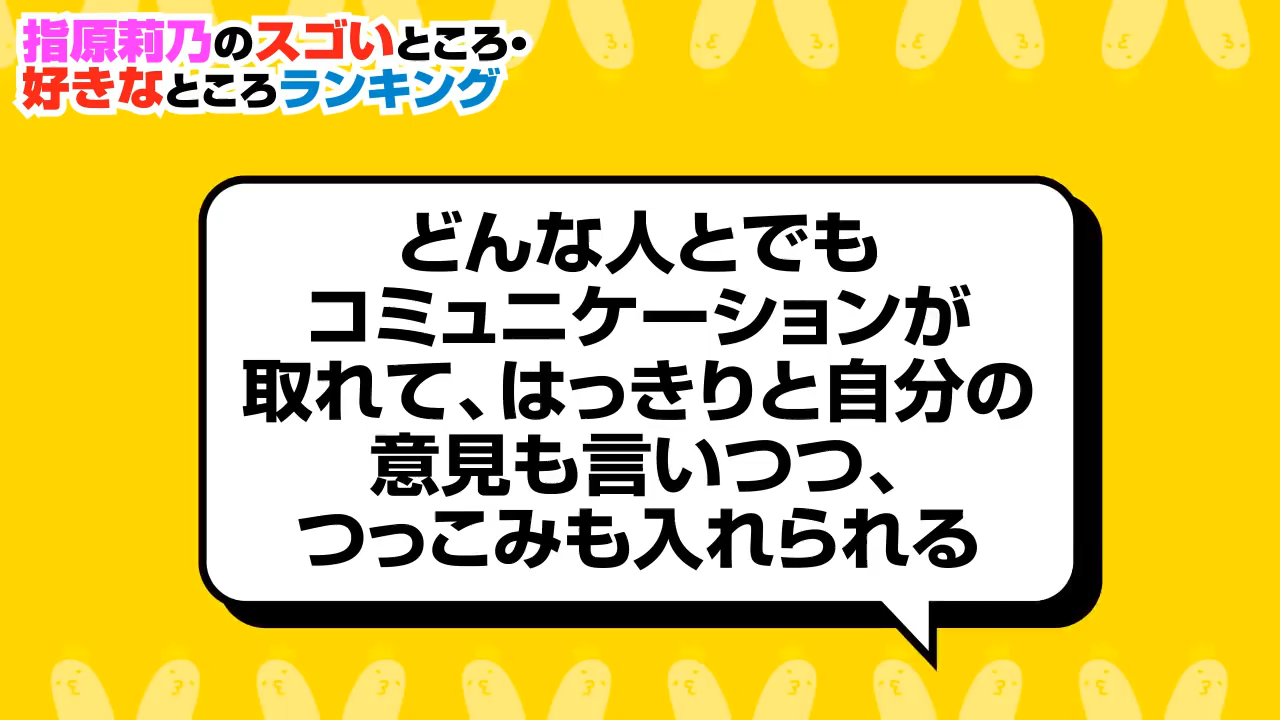 指原莉乃のスゴいところ・
好きなところランキング
どんな人とでも
コミュニケーションが
取れて、はっきりと自分の
意見も言いつつ、
つっこみも入れられる